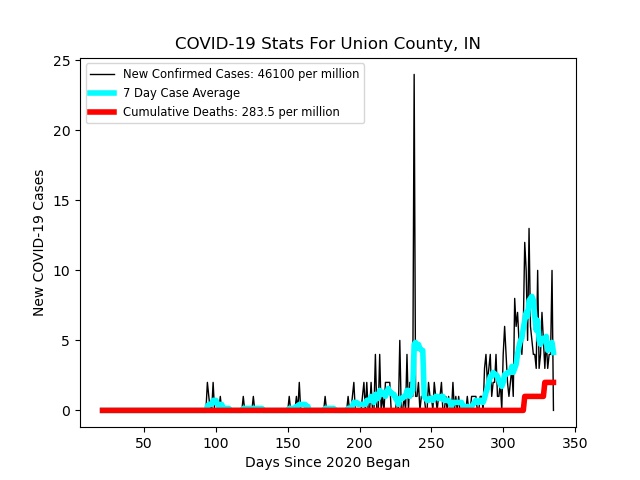 COVID-19 Stats For Union County, IN
New Confirmed Cases: 46100 per million
7 Day Case Average
Cumulative Deaths: 283.5 per million
New COVID-19 Cases
25
20
15
10
5
0
50 100 150 200 250 300 350
Days Since 2020 Began